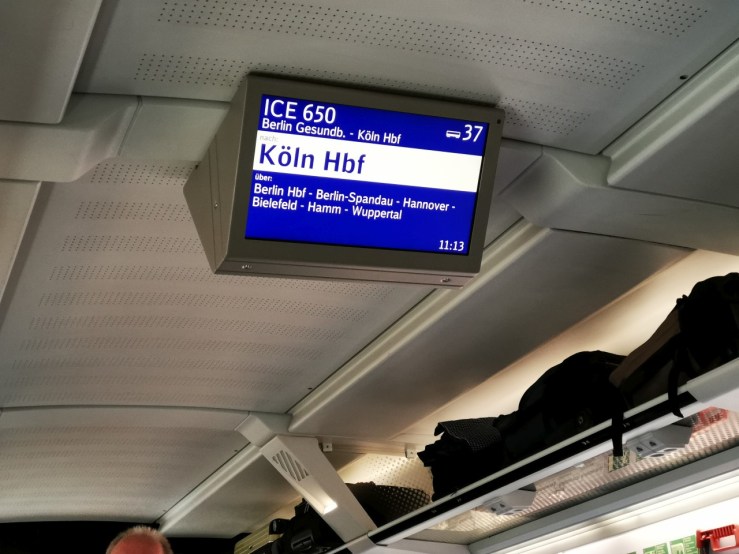 ICE 650
37
Berlin Gesundb. - Köln Hbf
nach:
Köln Hbf
über:
Berlin Hbf - Berlin-Spandau - Hannover -
Bielefeld - Hamm - Wuppertal
11:13